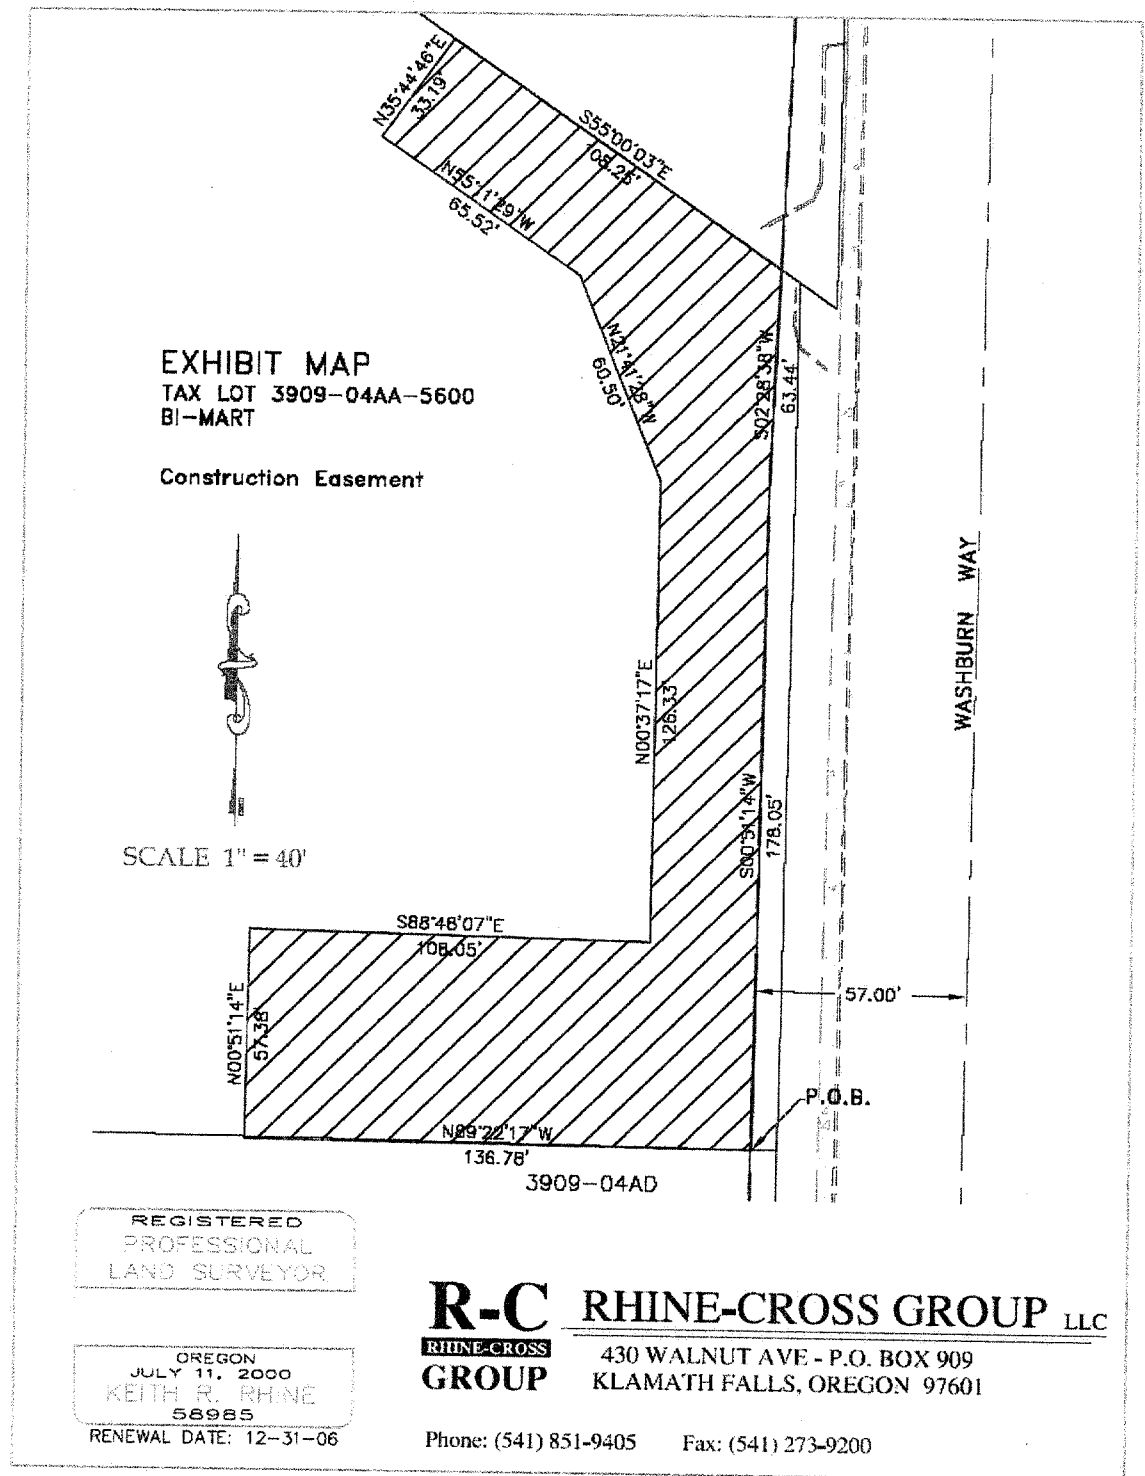 N35°44'46"E
33.19'
S55°00'03"E
108.25'
65.52'
N21°41'28"W
60.50'
S02°28'38"W
63.44'
EXHIBIT MAP
TAX LOT 3909-04AA-5600
BI-MART
Construction Easement
WASHBURN WAY
N00°37'17"E
126.33'
S00°51'14"W
178.05'
SCALE 1" = 40'
S88°48'07"E
108.05'
N00°51'14"E
57.38'
57.00'
P.O.B.
N89°22'17"W
136.78'
3909-04AD
REGISTERED
PROFESSIONAL
LAND SURVEYOR
OREGON
JULY 11, 2000
KEITH R. RHINE
58985
RENEWAL DATE: 12-31-06
R-C
RHINE-CROSS
GROUP
RHINE-CROSS GROUP LLC
430 WALNUT AVE - P.O. BOX 909
KLAMATH FALLS, OREGON 97601
Phone: (541) 851-9405 Fax: (541) 273-9200